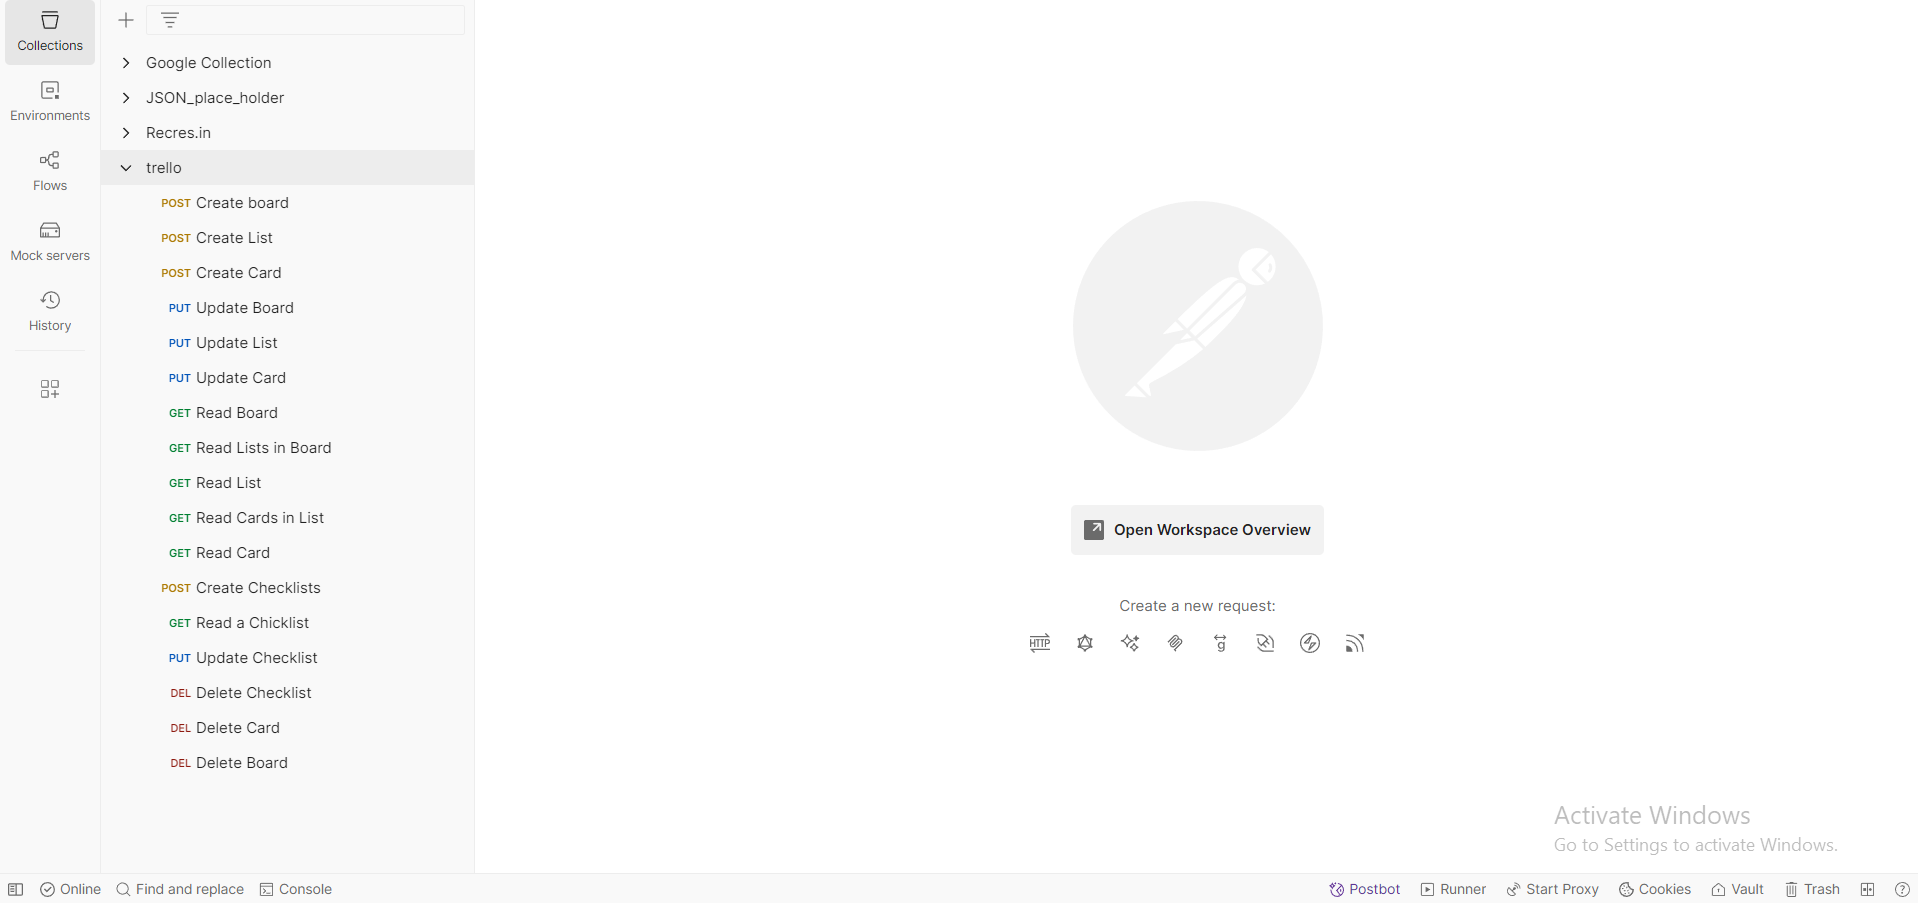 Collections
Environments
Flows
Mock servers
History
Google Collection
JSON_place_holder
Recres.in
trello
POST Create board
POST Create List
POST Create Card
PUT Update Board
PUT Update List
PUT Update Card
GET Read Board
GET Read Lists in Board
GET Read List
GET Read Cards in List
GET Read Card
POST Create Checklists
GET Read a Chicklist
PUT Update Checklist
DEL Delete Checklist
DEL Delete Card
DEL Delete Board
Open Workspace Overview
Create a new request:
HTTP
g
Activate Windows
Go to Settings to activate Windows.
Online Find and replace Console Postbot Runner Start Proxy Cookies Vault Trash